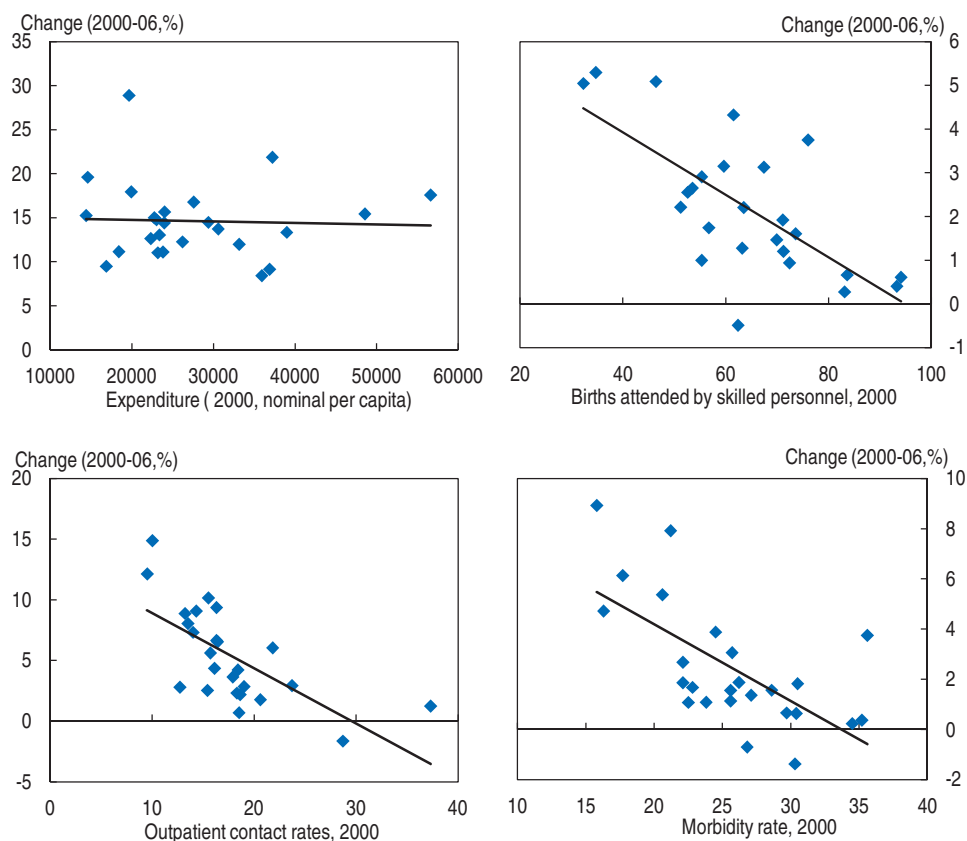 Change (2000-06,%)
35
30
25
20
15
10
5
0
10000 20000 30000 40000 50000 60000
Expenditure ( 2000, nominal per capita)
Change (2000-06,%)
6
5
4
3
2
1
0
-1
20 40 60 80 100
Births attended by skilled personnel, 2000
Change (2000-06,%)
20
15
10
5
0
-5
0 10 20 30 40
Outpatient contact rates, 2000
Change (2000-06,%)
10
8
6
4
2
0
-2
10 15 20 25 30 35 40
Morbidity rate, 2000